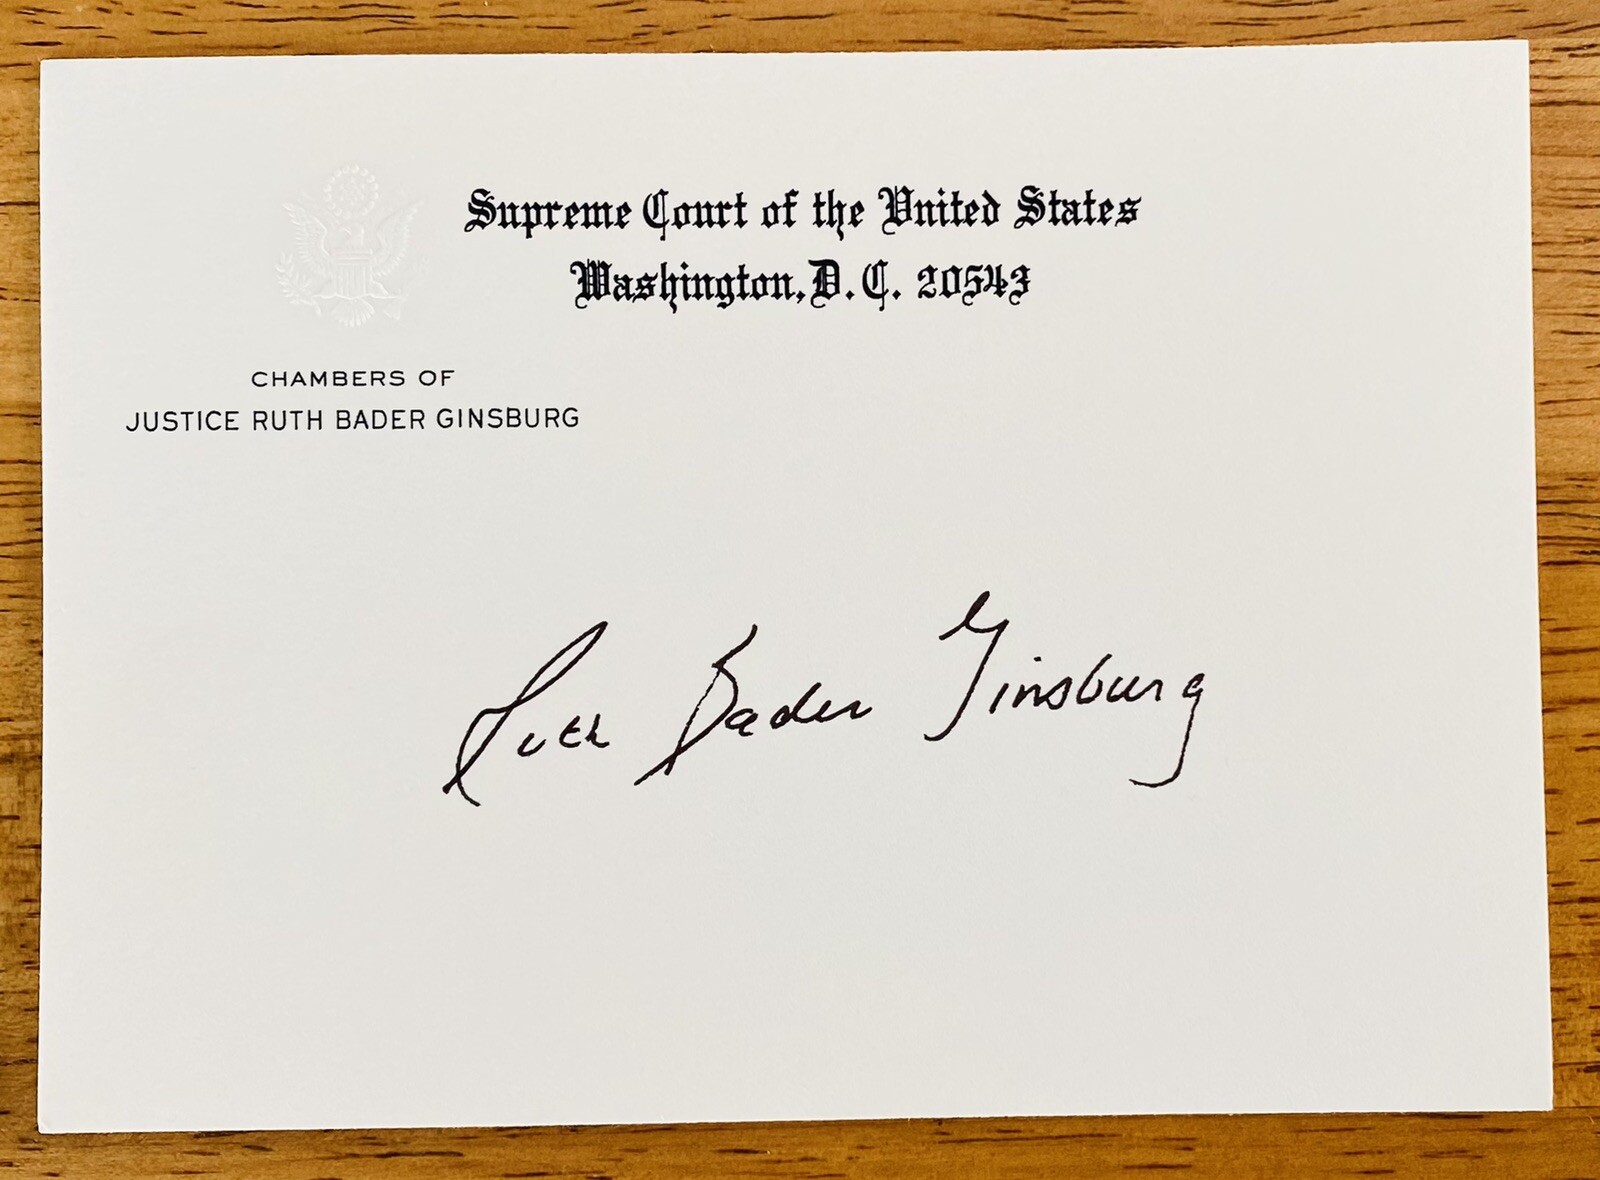 Supreme Court of the United States
Washington, D. C. 20543
CHAMBERS OF
JUSTICE RUTH BADER GINSBURG
Ruth Bader Ginsburg